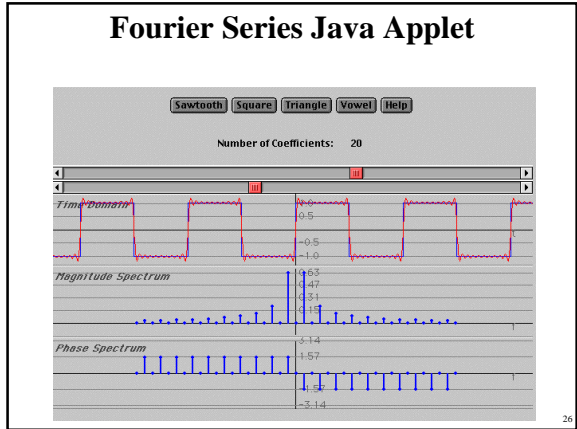 Fourier Series Java Applet
Sawtooth Square Triangle Vowel Help
Number of Coefficients: 20
Time Domain
0.5
t
-0.5
-1.0
Magnitude Spectrum
0.63
0.47
0.31
0.15
f
Phase Spectrum
3.14
1.57
f
-1.57
-3.14
26